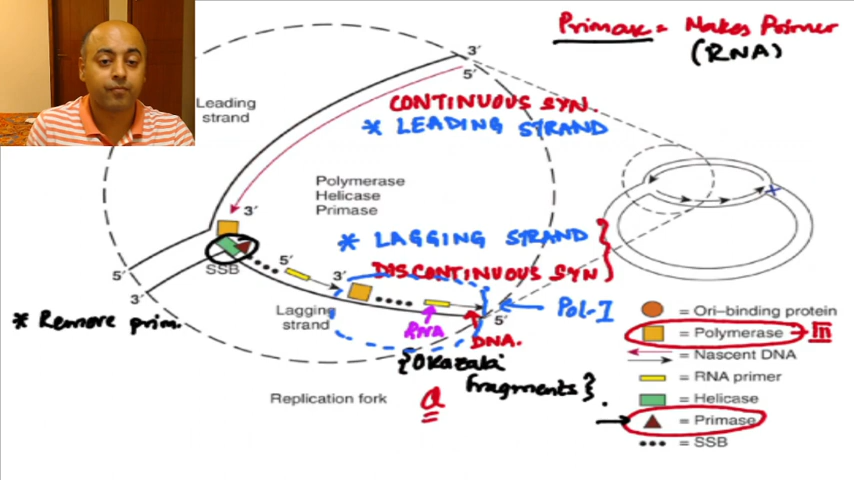 Primase = Makes Primer
(RNA)
3'
5'
Leading
strand
CONTINUOUS SYN.
* LEADING STRAND
Polymerase
Helicase
Primase
3'
* LAGGING STRAND
SSB
5'
3'
DISCONTINUOUS SYN
5'
3'
Lagging
strand
5'
Pol-I
* Remove prim.
RNA
DNA.
{Okazaki
fragments}.
Replication fork
= Ori–binding protein
= Polymerase → III
= Nascent DNA
= RNA primer
= Helicase
= Primase
= SSB